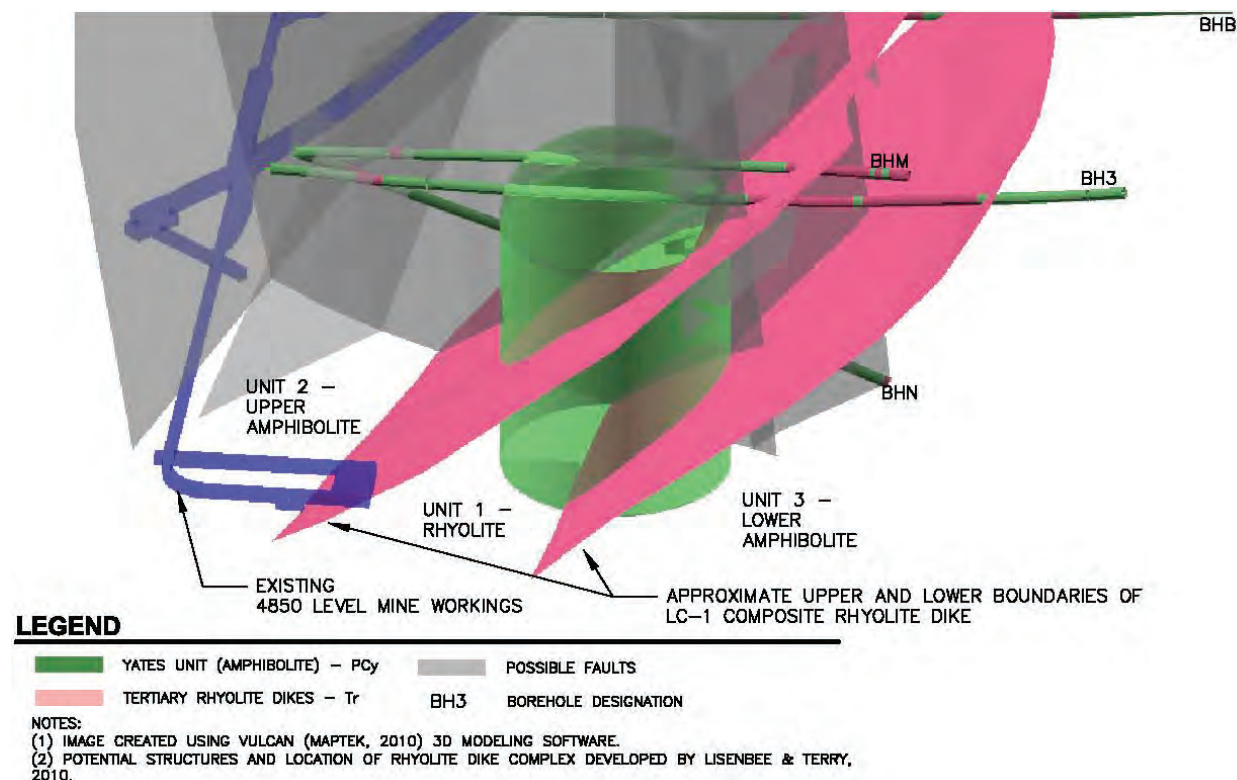 BHB
BHM
BH3
BHN
UNIT 2 –
UPPER
AMPHIBOLITE
UNIT 1 –
RHYOLITE
UNIT 3 –
LOWER
AMPHIBOLITE
EXISTING
4850 LEVEL MINE WORKINGS
APPROXIMATE UPPER AND LOWER BOUNDARIES OF
LC–1 COMPOSITE RHYOLITE DIKE
LEGEND
YATES UNIT (AMPHIBOLITE) – PCy
POSSIBLE FAULTS
TERTIARY RHYOLITE DIKES – Tr
BH3 BOREHOLE DESIGNATION
NOTES:
(1) IMAGE CREATED USING VULCAN (MAPTEK, 2010) 3D MODELING SOFTWARE.
(2) POTENTIAL STRUCTURES AND LOCATION OF RHYOLITE DIKE COMPLEX DEVELOPED BY LISENBEE & TERRY,
2010.